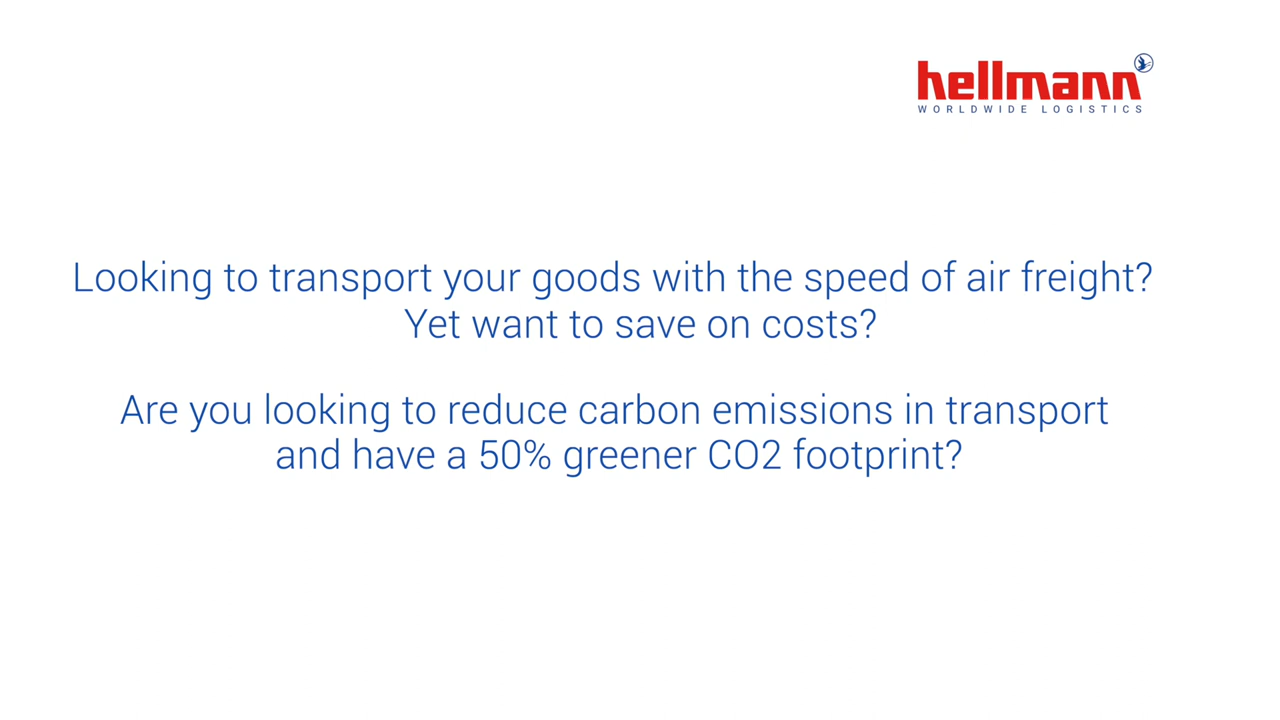 hellmann
WORLDWIDE LOGISTICS
Looking to transport your goods with the speed of air freight?
Yet want to save on costs?
Are you looking to reduce carbon emissions in transport
and have a 50% greener CO2 footprint?